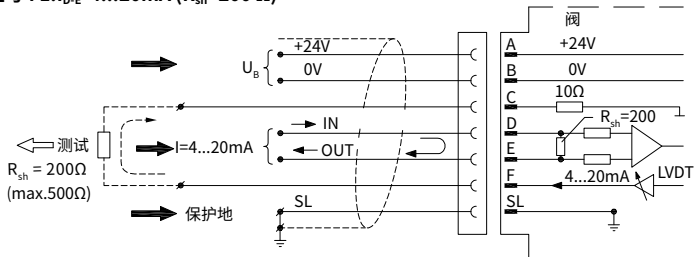 阀
+24V
A
+24V
U_B
0V
B
0V
C
10Ω
R_sh=200
IN
D
测试
I=4...20mA
OUT
E
R_sh = 200Ω
(max.500Ω)
F
4...20mA
LVDT
保护地
SL
SL